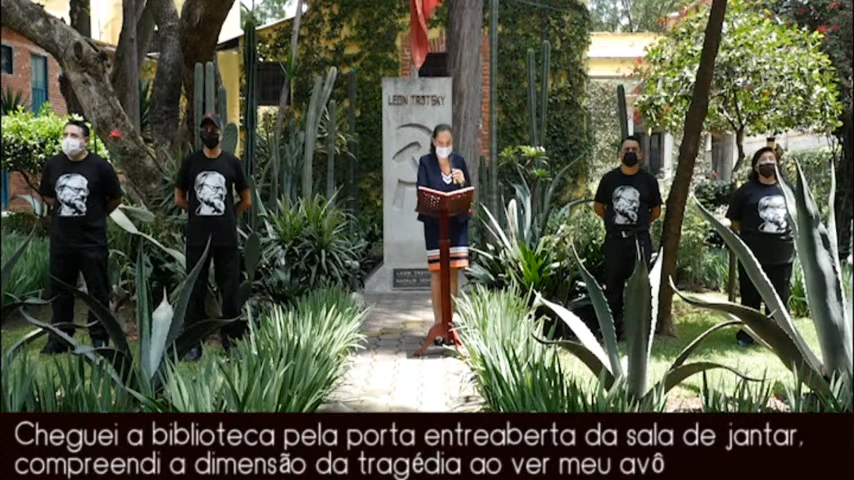 LEON TROTSKY
Cheguei a biblioteca pela porta entreaberta da sala de jantar,
compreendi a dimensão da tragédia ao ver meu avô